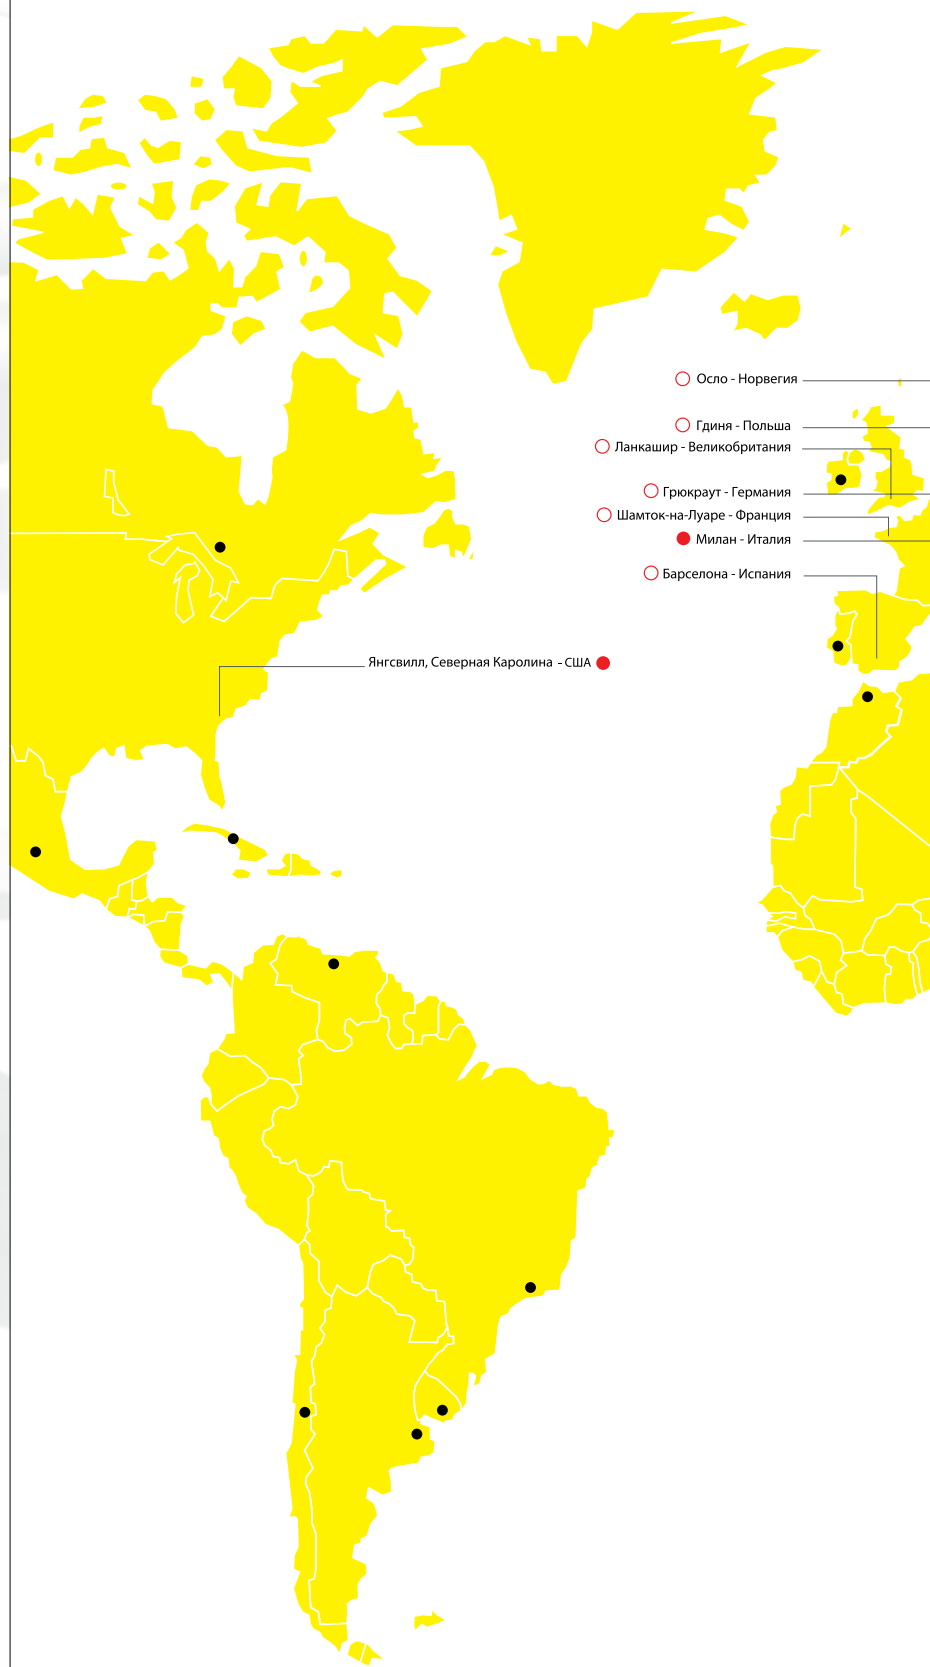 Осло - Норвегия
Гдиня - Польша
Ланкашир - Великобритания
Грюкраут - Германия
Шамток-на-Луаре - Франция
Милан - Италия
Барселона - Испания
Янгсвилл, Северная Каролина - США